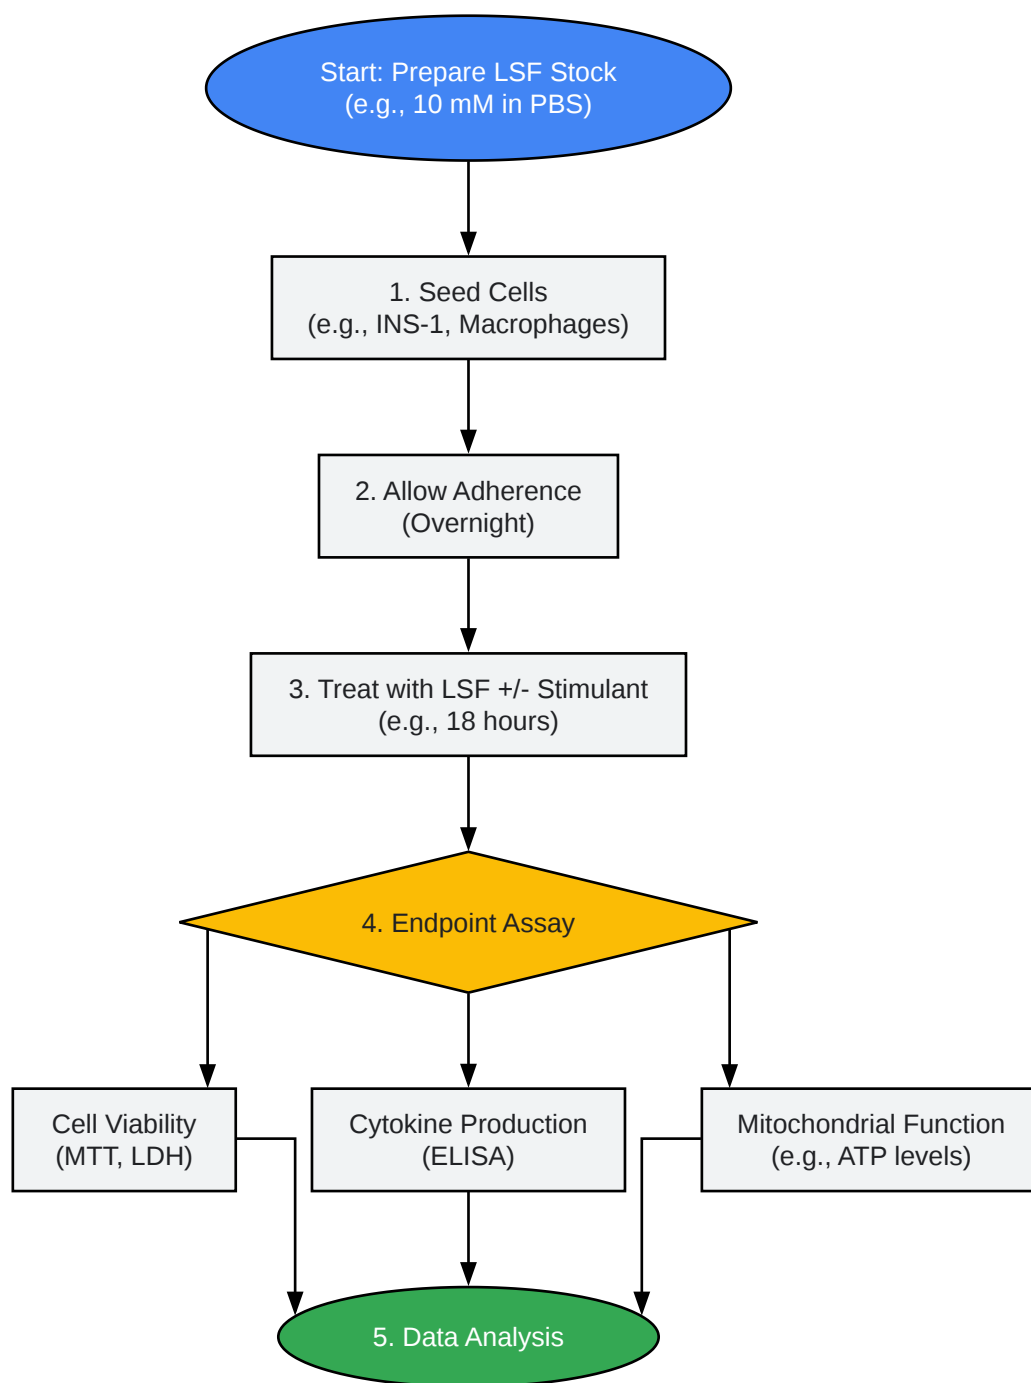 Start: Prepare LSF Stock
(e.g., 10 mM in PBS)
1. Seed Cells
(e.g., INS-1, Macrophages)
2. Allow Adherence
(Overnight)
3. Treat with LSF +/- Stimulant
(e.g., 18 hours)
4. Endpoint Assay
Cell Viability
(MTT, LDH)
Cytokine Production
(ELISA)
Mitochondrial Function
(e.g., ATP levels)
5. Data Analysis